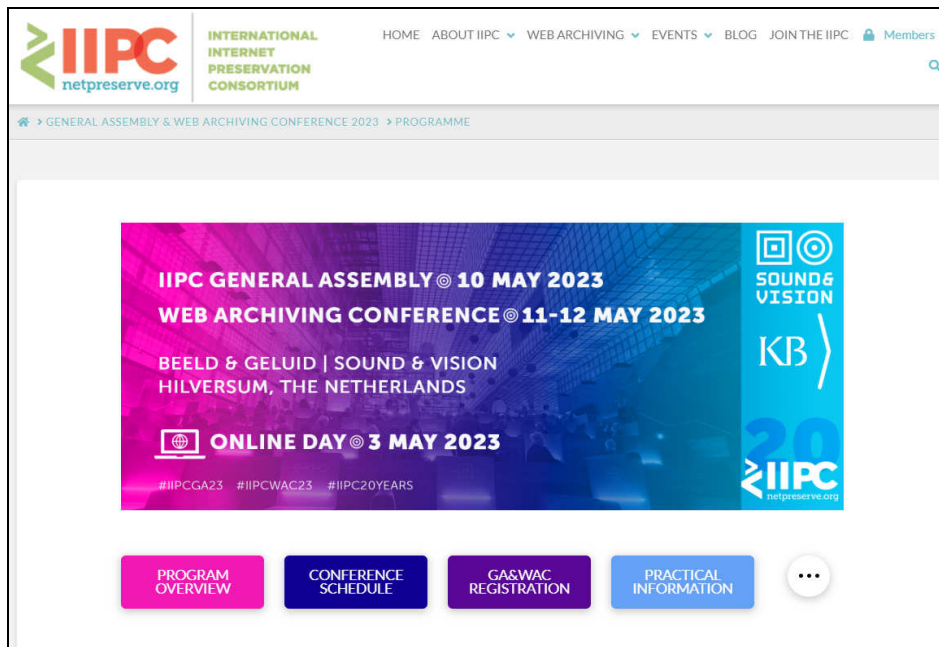 IIPC
netpreserve.org
INTERNATIONAL
INTERNET
PRESERVATION
CONSORTIUM
HOME ABOUT IIPC WEB ARCHIVING EVENTS BLOG JOIN THE IIPC Members
> GENERAL ASSEMBLY & WEB ARCHIVING CONFERENCE 2023 > PROGRAMME
IIPC GENERAL ASSEMBLY 10 MAY 2023
WEB ARCHIVING CONFERENCE 11-12 MAY 2023
BEELD & GELUID | SOUND & VISION
HILVERSUM, THE NETHERLANDS
ONLINE DAY 3 MAY 2023
#IIPCGA23 #IIPCWAC23 #IIPC20YEARS
SOUND&
VISION
KB
20
IIPC
netpreserve.org
PROGRAM
OVERVIEW
CONFERENCE
SCHEDULE
GA&WAC
REGISTRATION
PRACTICAL
INFORMATION
...